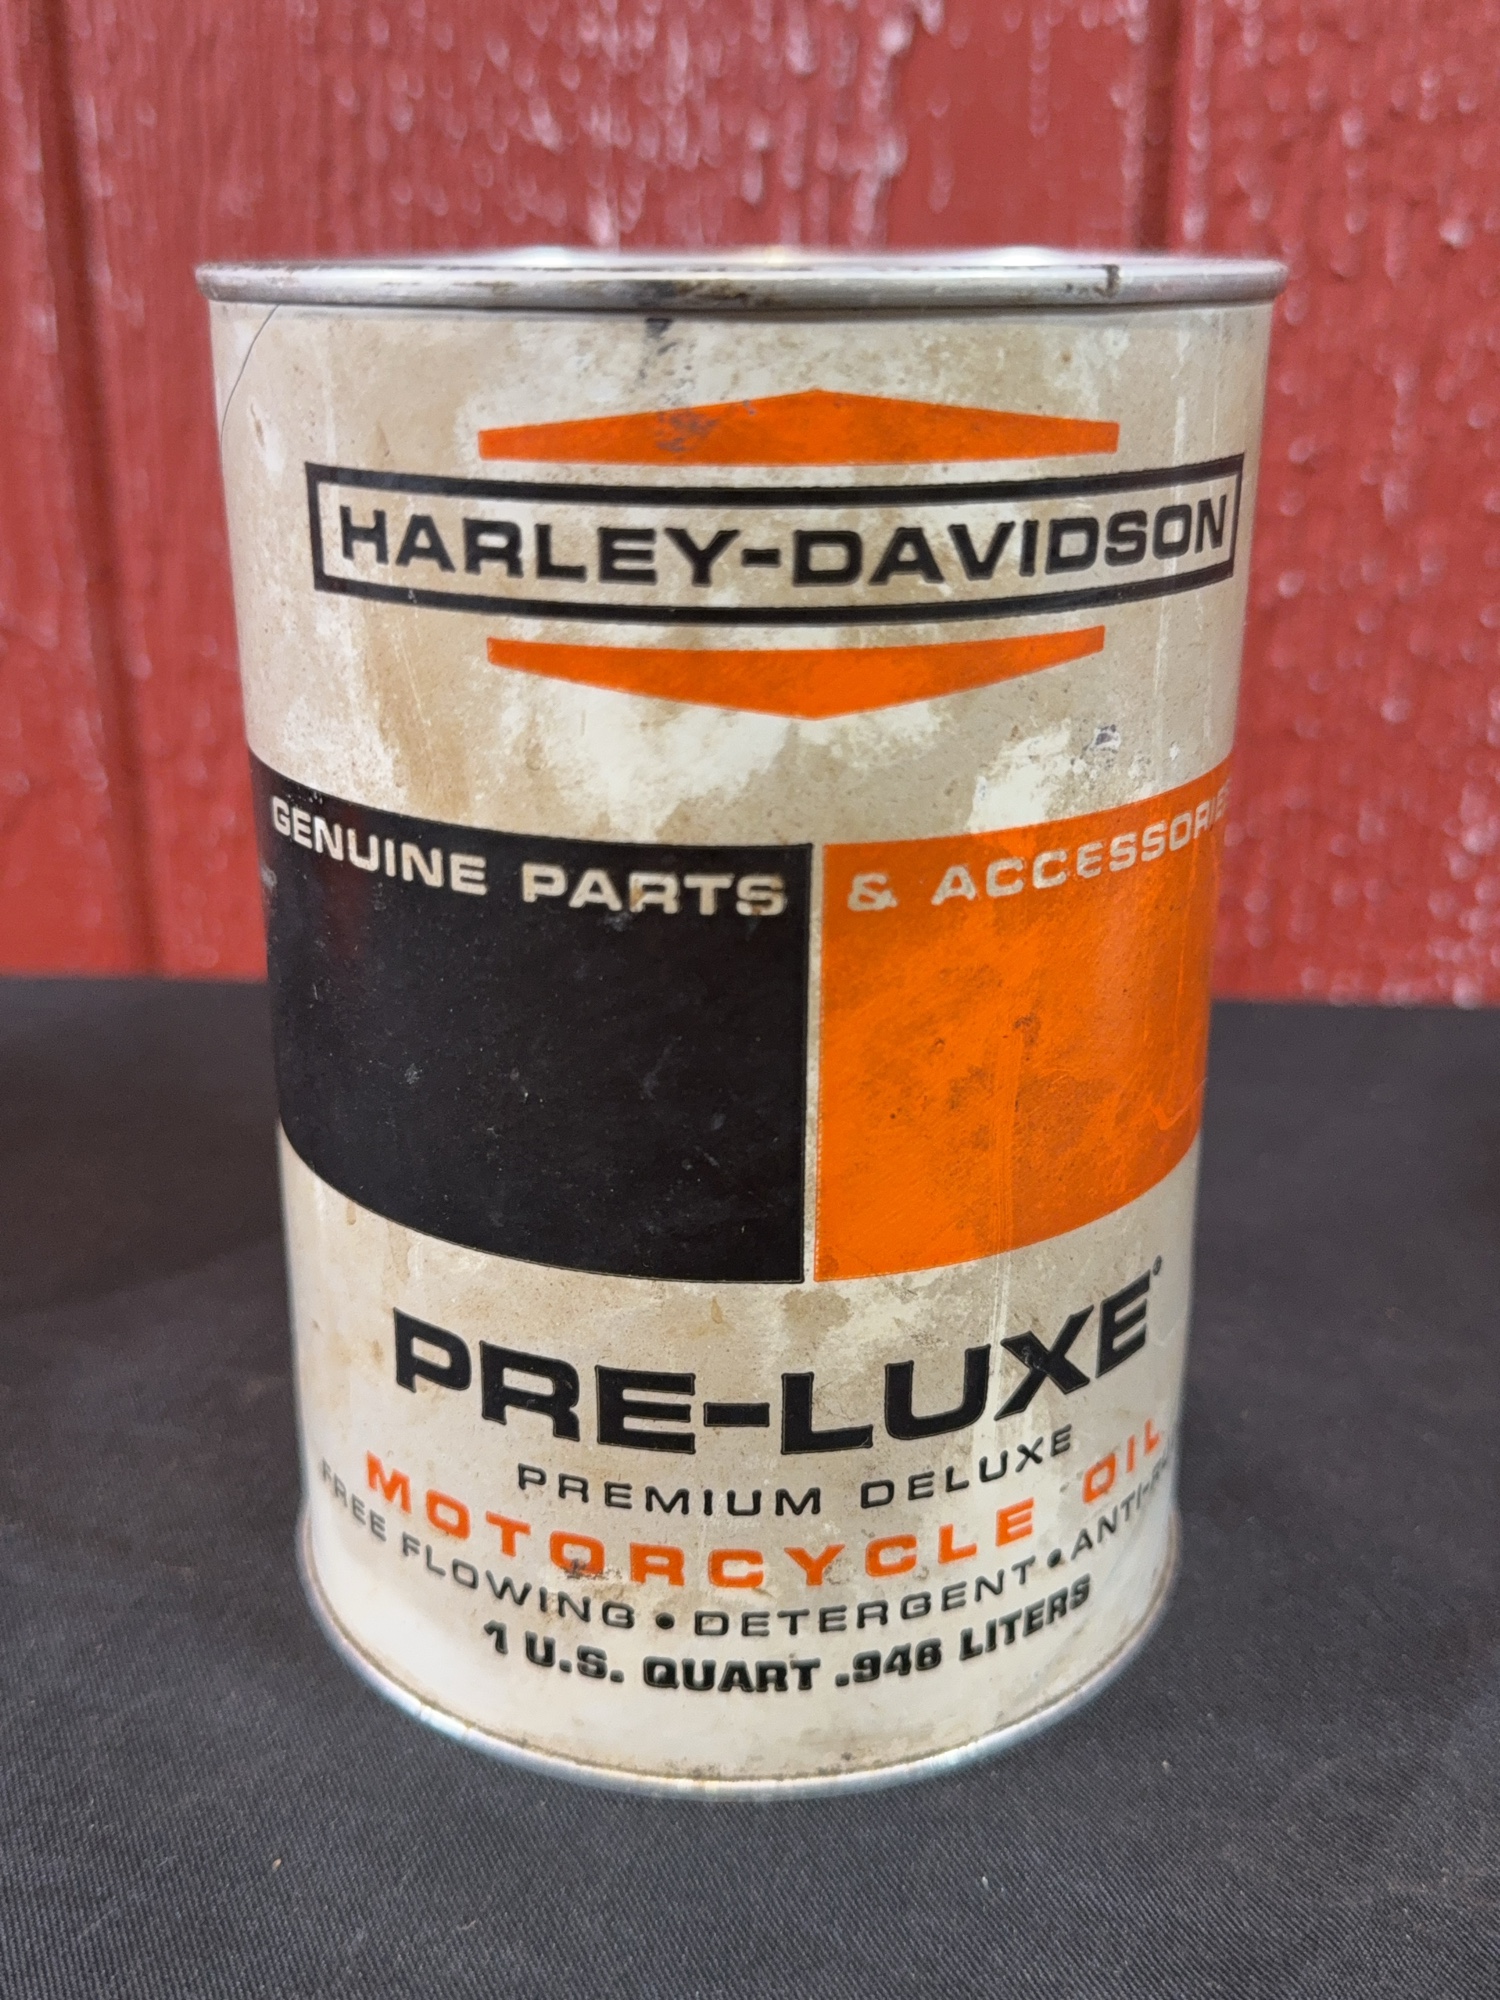 HARLEY-DAVIDSON
GENUINE PARTS & ACCESSORIES
PRE-LUXE
PREMIUM DELUXE
MOTORCYCLE OIL
FREE FLOWING • DETERGENT •
1 U.S. QUART .946 LITERS